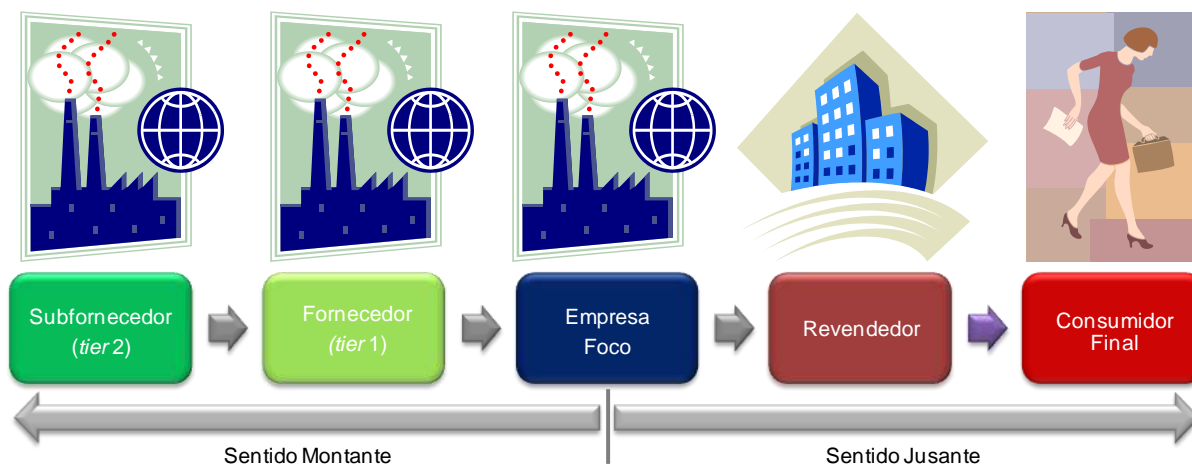 Subfornecedor
(tier 2)
Fornecedor
(tier 1)
Empresa
Foco
Revendedor
Consumidor
Final
Sentido Montante
Sentido Jusante